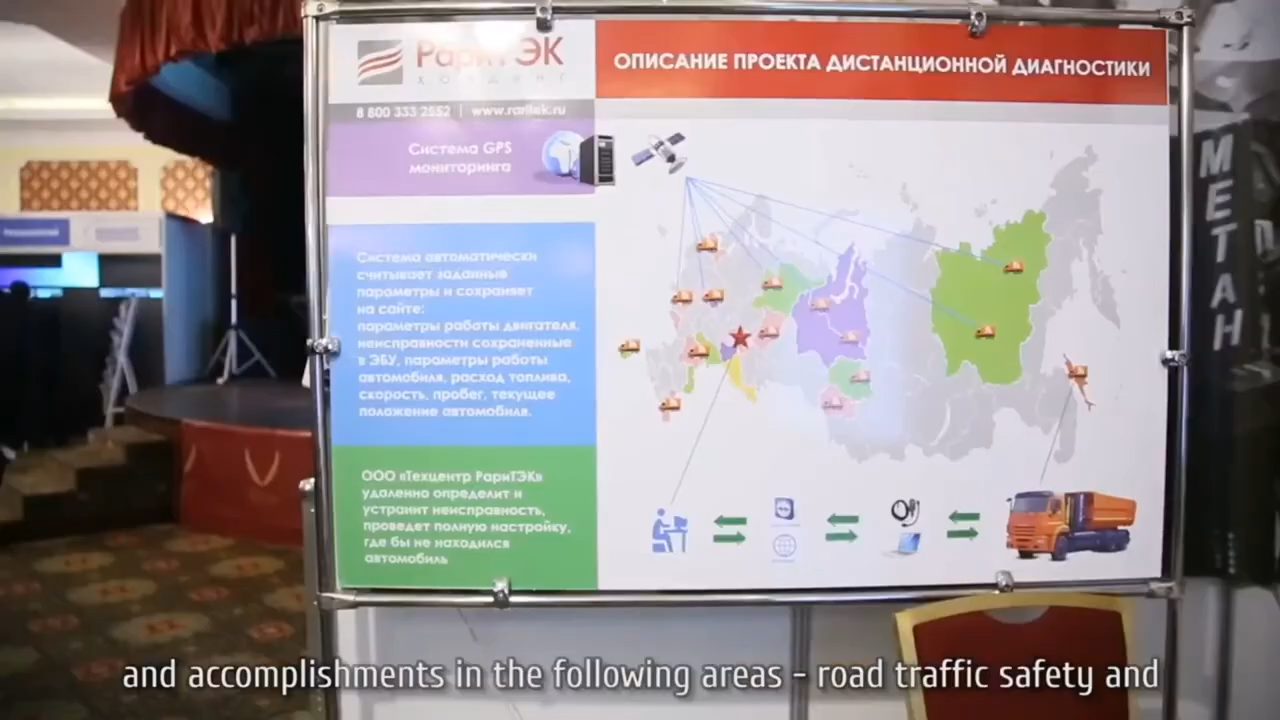 РариТЭК
ХОЛДИНГ
8 800 333 2552 | www.raritek.ru
ОПИСАНИЕ ПРОЕКТА ДИСТАНЦИОННОЙ ДИАГНОСТИКИ
Система GPS
мониторинга
Система автоматически
считывает заданные
параметры и сохраняет
на сайте:
параметры работы двигателя,
неисправности сохраненные
в ЭБУ, параметры работы
автомобиля, расход топлива,
скорость, пробег, текущее
положение автомобиля.
ООО «Техцентр РариТЭК»
удаленно определит и
устранит неисправность,
проведет полную настройку,
где бы не находился
автомобиль
МЕТАН
and accomplishments in the following areas - road traffic safety and